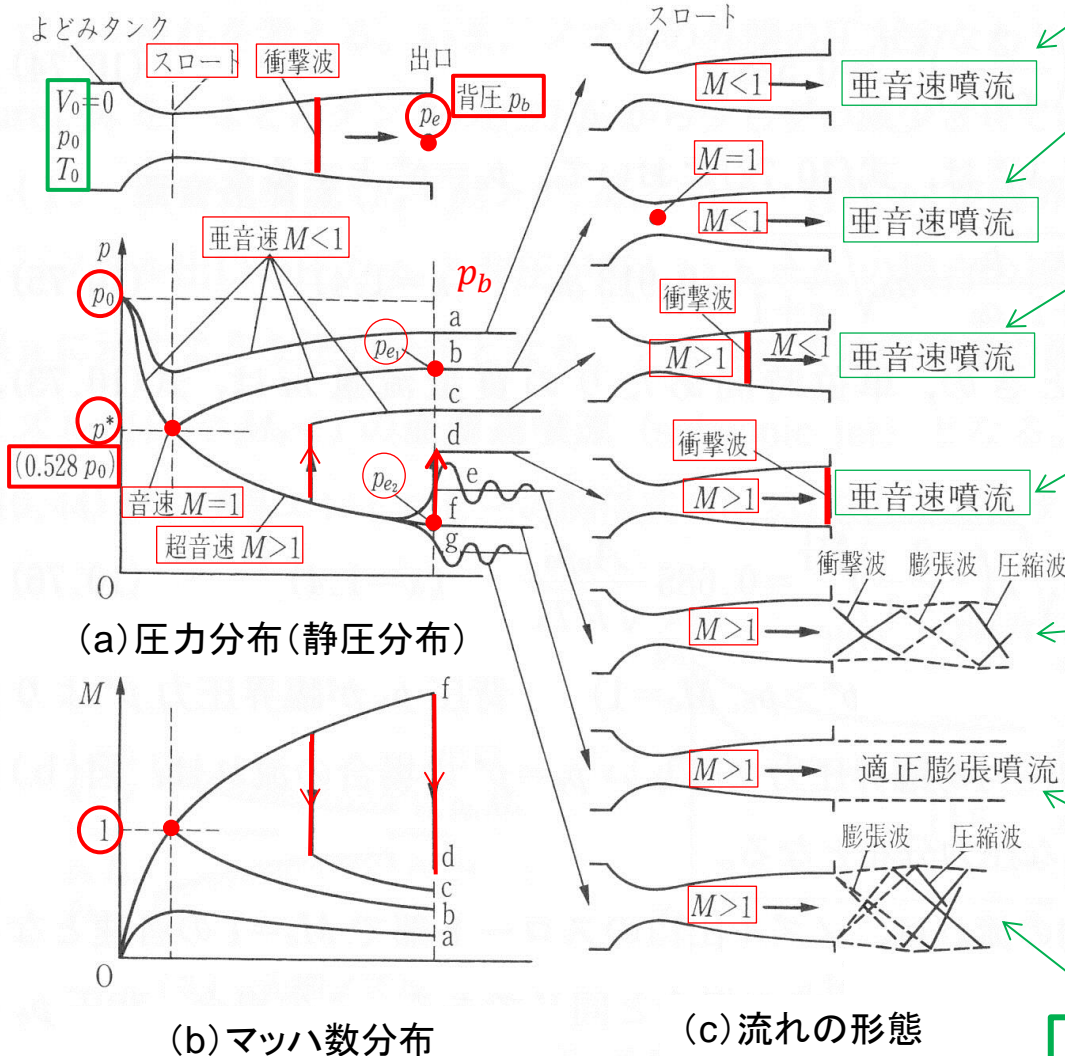 よどみタンク
スロート
衝撃波
出口
V₀=0
p₀
T₀
p_e
背圧 p_b
p
亜音速 M<1
p_b
p₀
p_{e₁}
a
b
c
d
e
f
g
p*
(0.528 p₀)
p_{e₂}
音速 M=1
超音速 M>1
O
(a)圧力分布(静圧分布)
M
f
1
d
c
b
a
O
(b)マッハ数分布
スロート
M<1
亜音速噴流
M=1
M<1
亜音速噴流
衝撃波
M>1
M<1
亜音速噴流
衝撃波
M>1
亜音速噴流
衝撃波
膨張波
圧縮波
M>1
M>1
適正膨張噴流
膨張波
圧縮波
M>1
(c)流れの形態